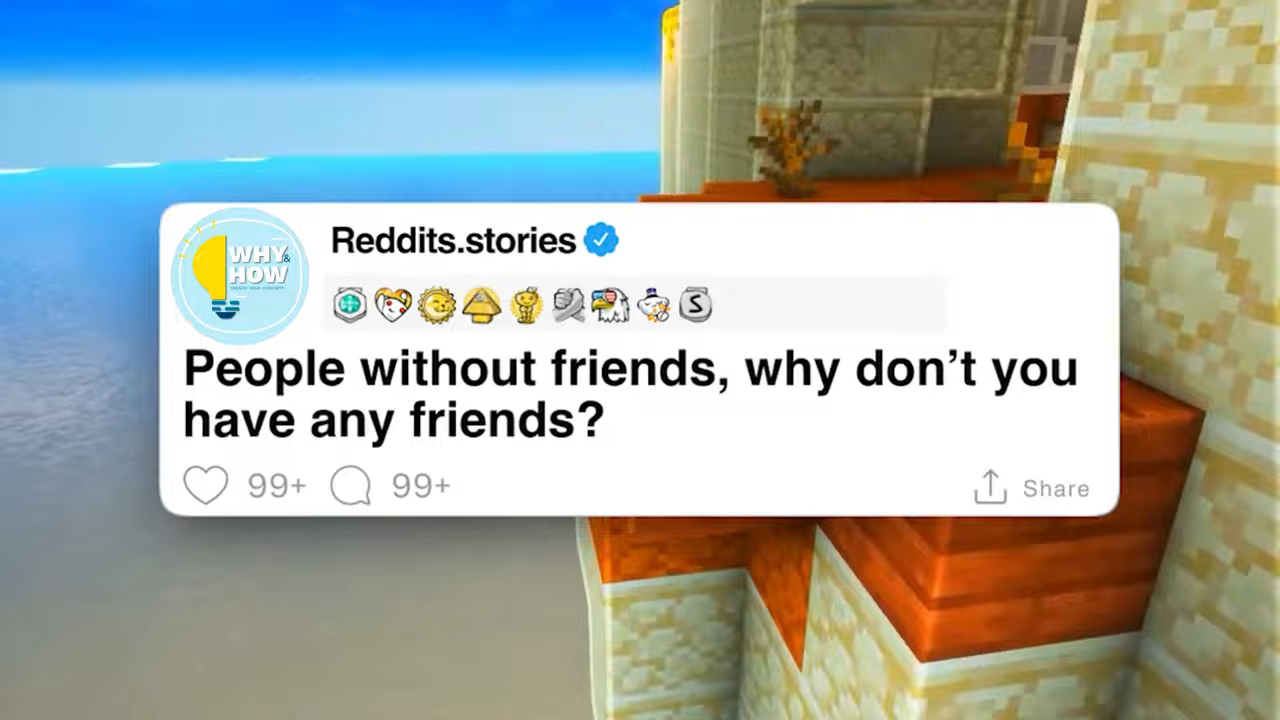 WHY&
HOW
Reddits.stories
S
People without friends, why don’t you
have any friends?
99+
99+
Share